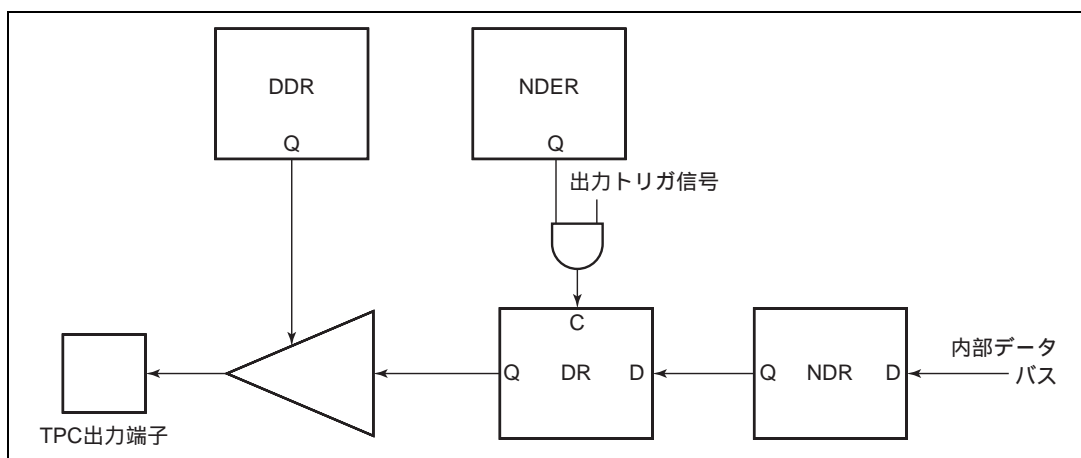 DDR
Q
NDER
Q
出力トリガ信号
C
Q DR D
Q NDR D
内部データ
バス
TPC出力端子